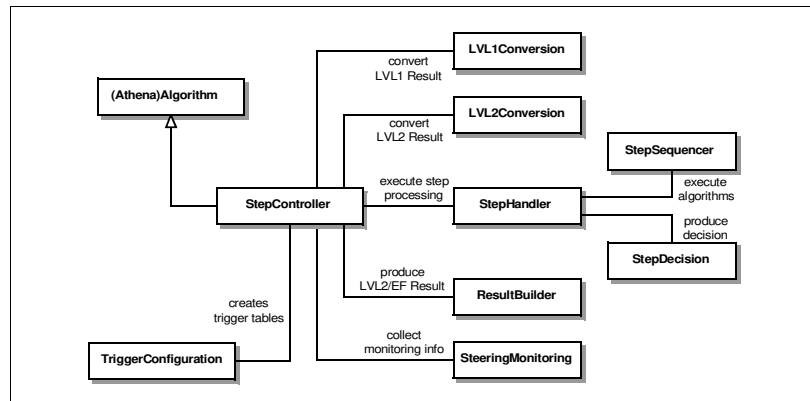 LVL1Conversion
convert
LVL1 Result
(Athena)Algorithm
LVL2Conversion
convert
LVL2 Result
StepSequencer
execute step
processing
execute
algorithms
StepController
StepHandler
produce
decision
StepDecision
produce
LVL2/EF Result
ResultBuilder
creates
trigger tables
collect
monitoring info
TriggerConfiguration
SteeringMonitoring